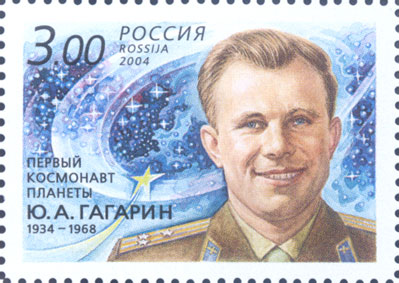 3.00
РОССИЯ
ROSSIJA
2004
ПЕРВЫЙ
КОСМОНАВТ
ПЛАНЕТЫ
Ю. А. ГАГАРИН
1934 – 1968